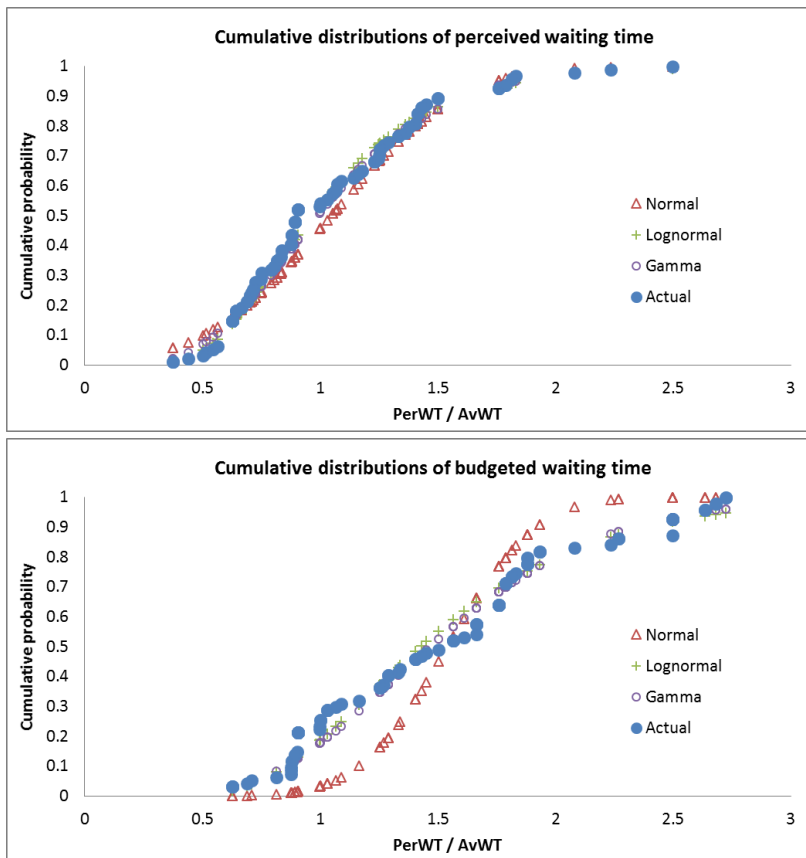 Cumulative distributions of perceived waiting time
1
0.9
0.8
0.7
0.6
0.5
0.4
0.3
0.2
0.1
0
Cumulative probability
Normal
Lognormal
Gamma
Actual
0 0.5 1 1.5 2 2.5 3
PerWT / AvWT
Cumulative distributions of budgeted waiting time
1
0.9
0.8
0.7
0.6
0.5
0.4
0.3
0.2
0.1
0
Cumulative probability
Normal
Lognormal
Gamma
Actual
0 0.5 1 1.5 2 2.5 3
PerWT / AvWT